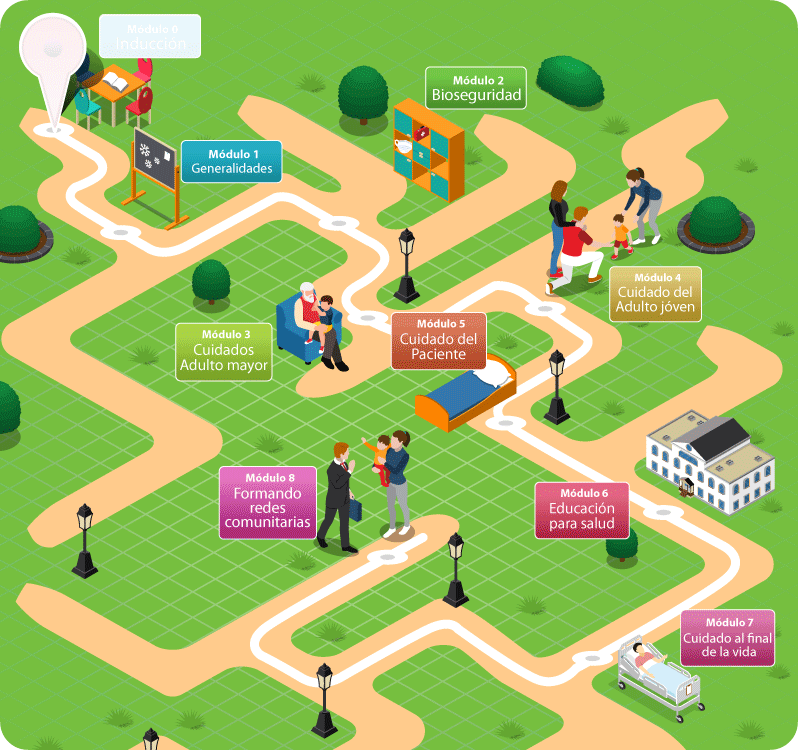 Módulo 0
Inducción
Módulo 1
Generalidades
Módulo 2
Bioseguridad
Módulo 3
Cuidados
Adulto mayor
Módulo 4
Cuidado del
Adulto jóven
Módulo 5
Cuidado del
Paciente
Módulo 6
Educación
para salud
Módulo 7
Cuidado al final
de la vida
Módulo 8
Formando
redes
comunitarias